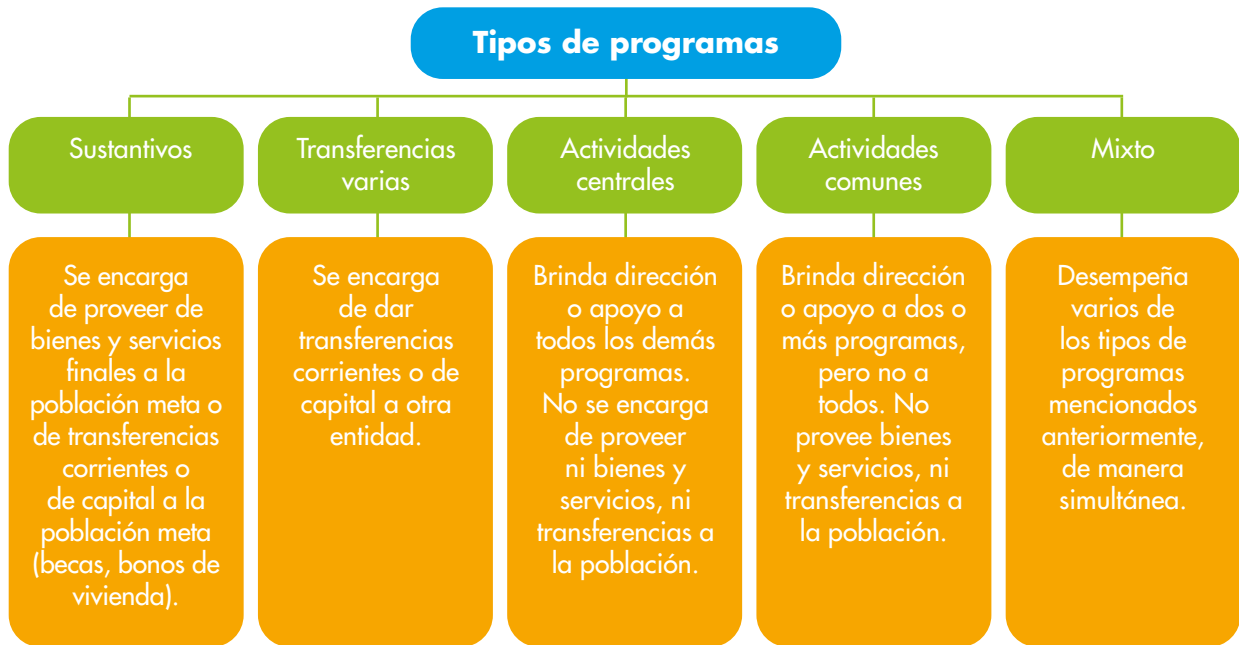 Tipos de programas
Sustantivos
Se encarga
de proveer de
bienes y servicios
finales a la
población meta o
de transferencias
corrientes o
de capital a la
población meta
(becas, bonos de
vivienda).
Transferencias
varias
Se encarga
de dar
transferencias
corrientes o de
capital a otra
entidad.
Actividades
centrales
Brinda dirección
o apoyo a
todos los demás
programas.
No se encarga
de proveer
ni bienes y
servicios, ni
transferencias a
la población.
Actividades
comunes
Brinda dirección
o apoyo a dos o
más programas,
pero no a
todos. No
provee bienes
y servicios, ni
transferencias a
la población.
Mixto
Desempeña
varios de
los tipos de
programas
mencionados
anteriormente,
de manera
simultánea.